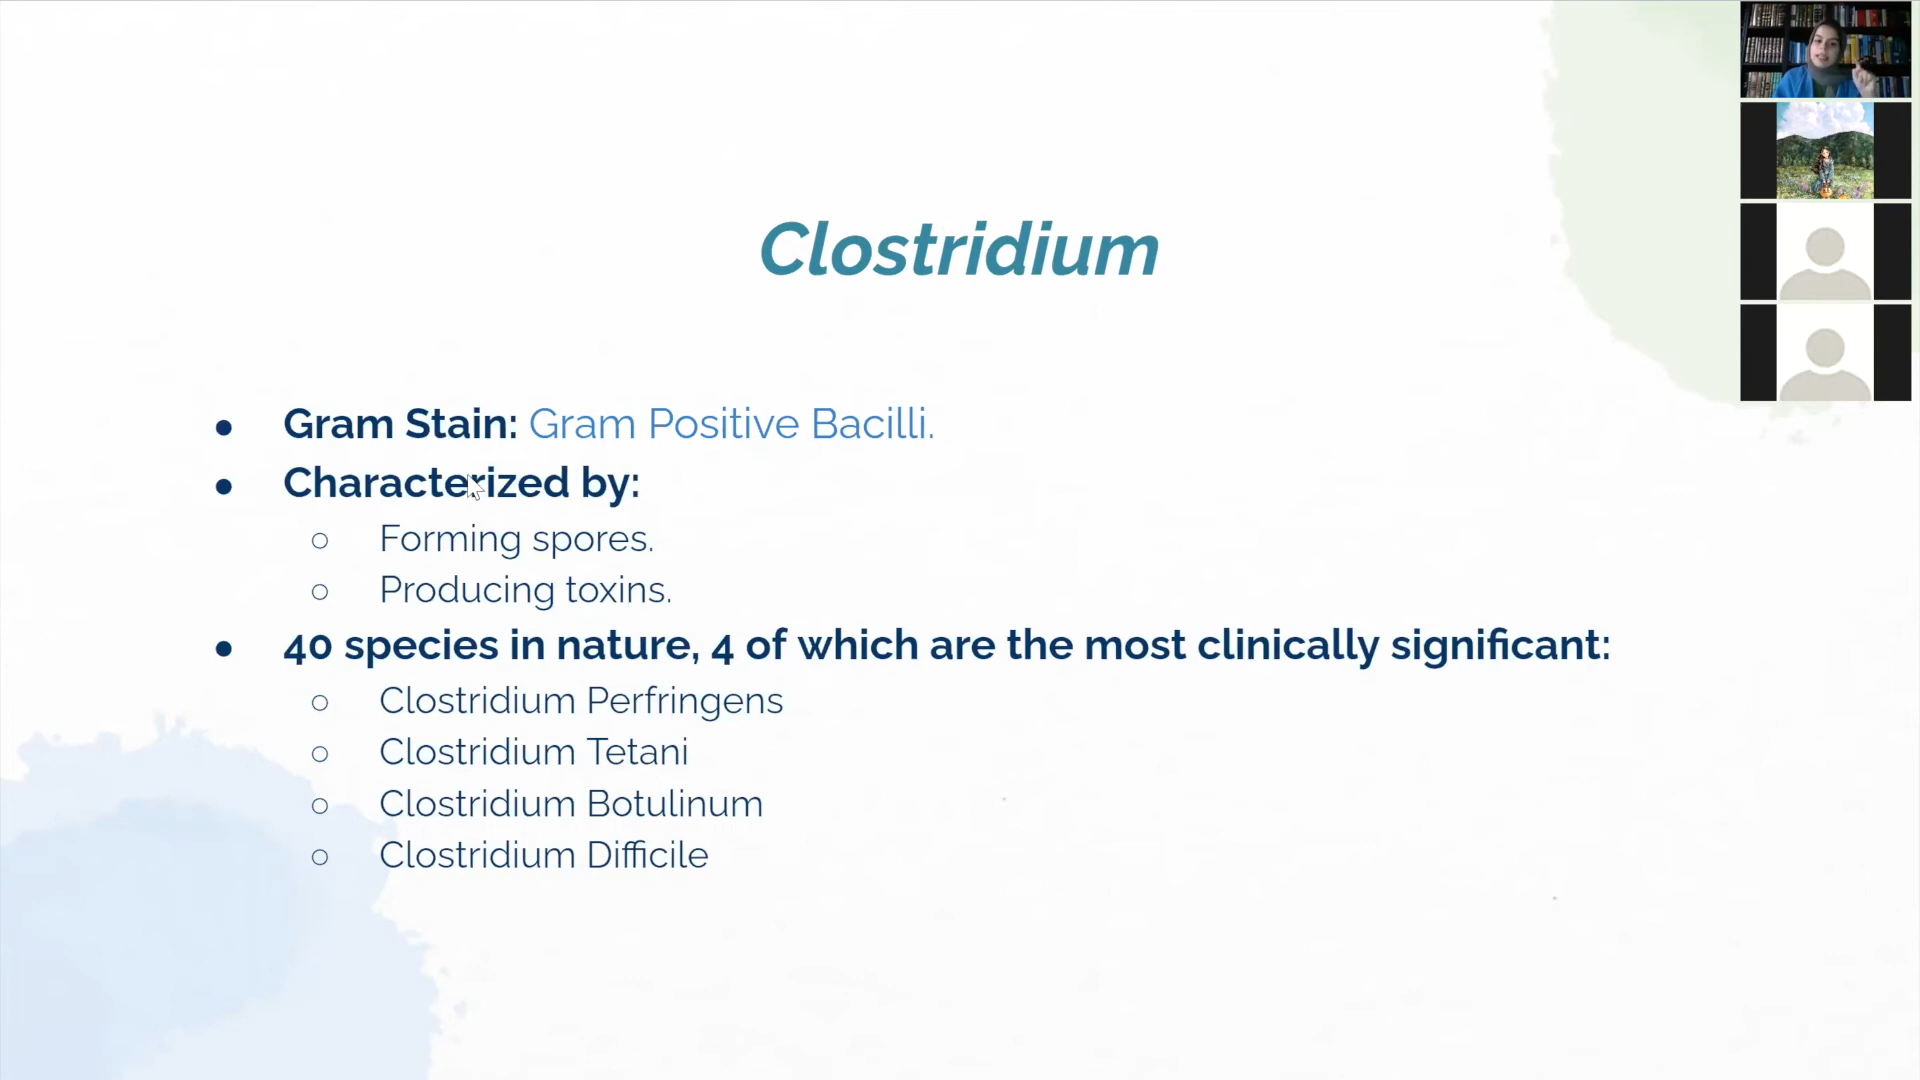 Clostridium
● Gram Stain: Gram Positive Bacilli.
● Characterized by:
○ Forming spores.
○ Producing toxins.
● 40 species in nature, 4 of which are the most clinically significant:
○ Clostridium Perfringens
○ Clostridium Tetani
○ Clostridium Botulinum
○ Clostridium Difficile